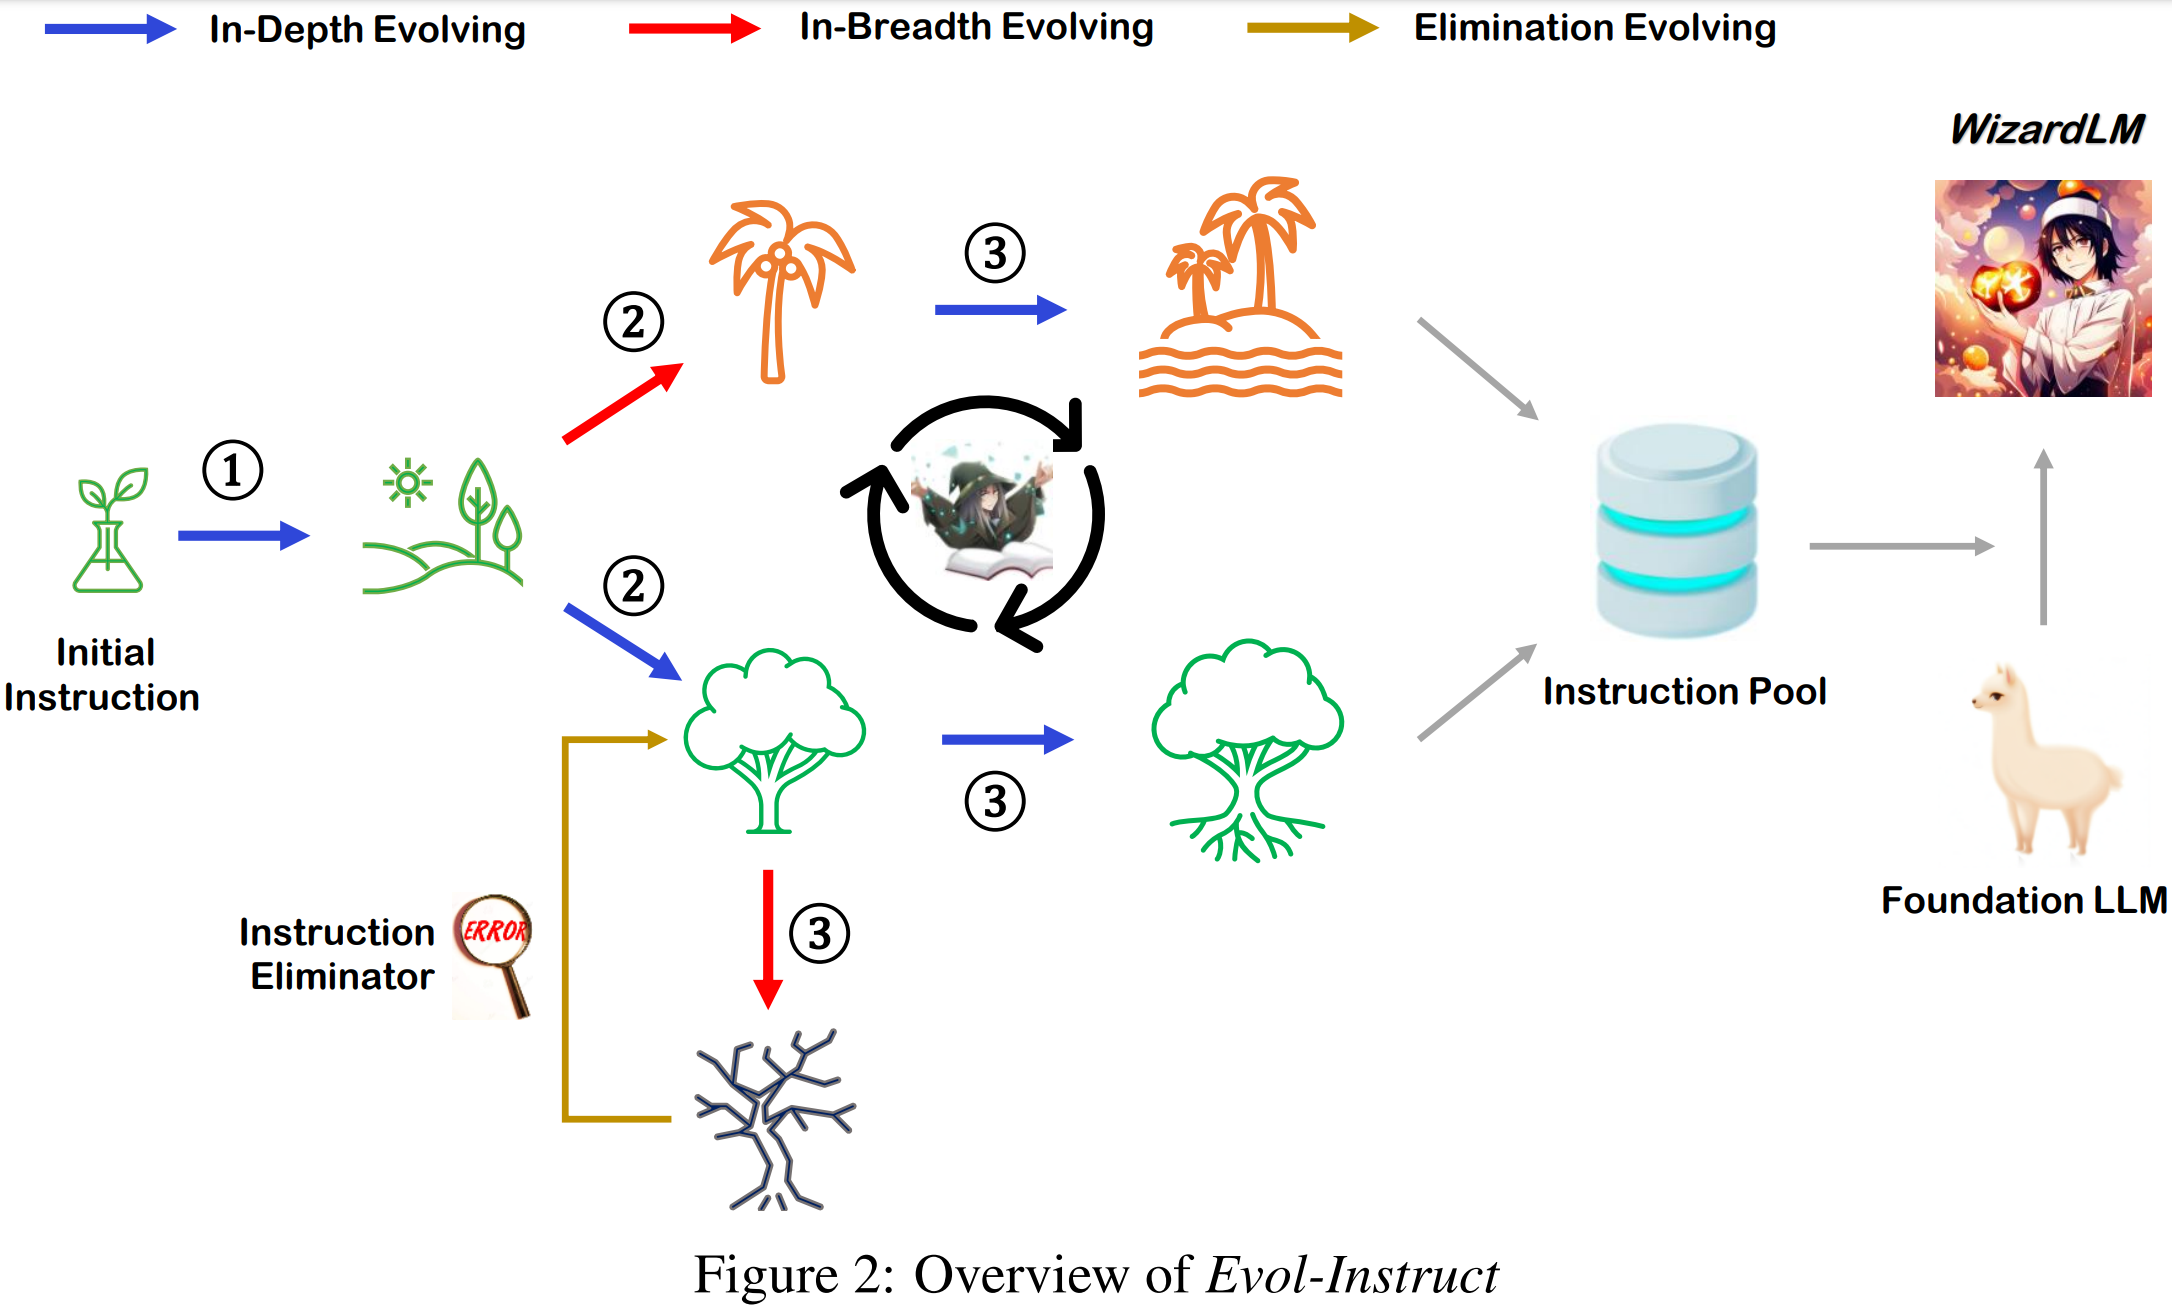 In-Depth Evolving
In-Breadth Evolving
Elimination Evolving
WizardLM
③
②
①
②
Initial
Instruction
Instruction Pool
③
Foundation LLM
Instruction
Eliminator
ERROR
③
Figure 2: Overview of Evol-Instruct